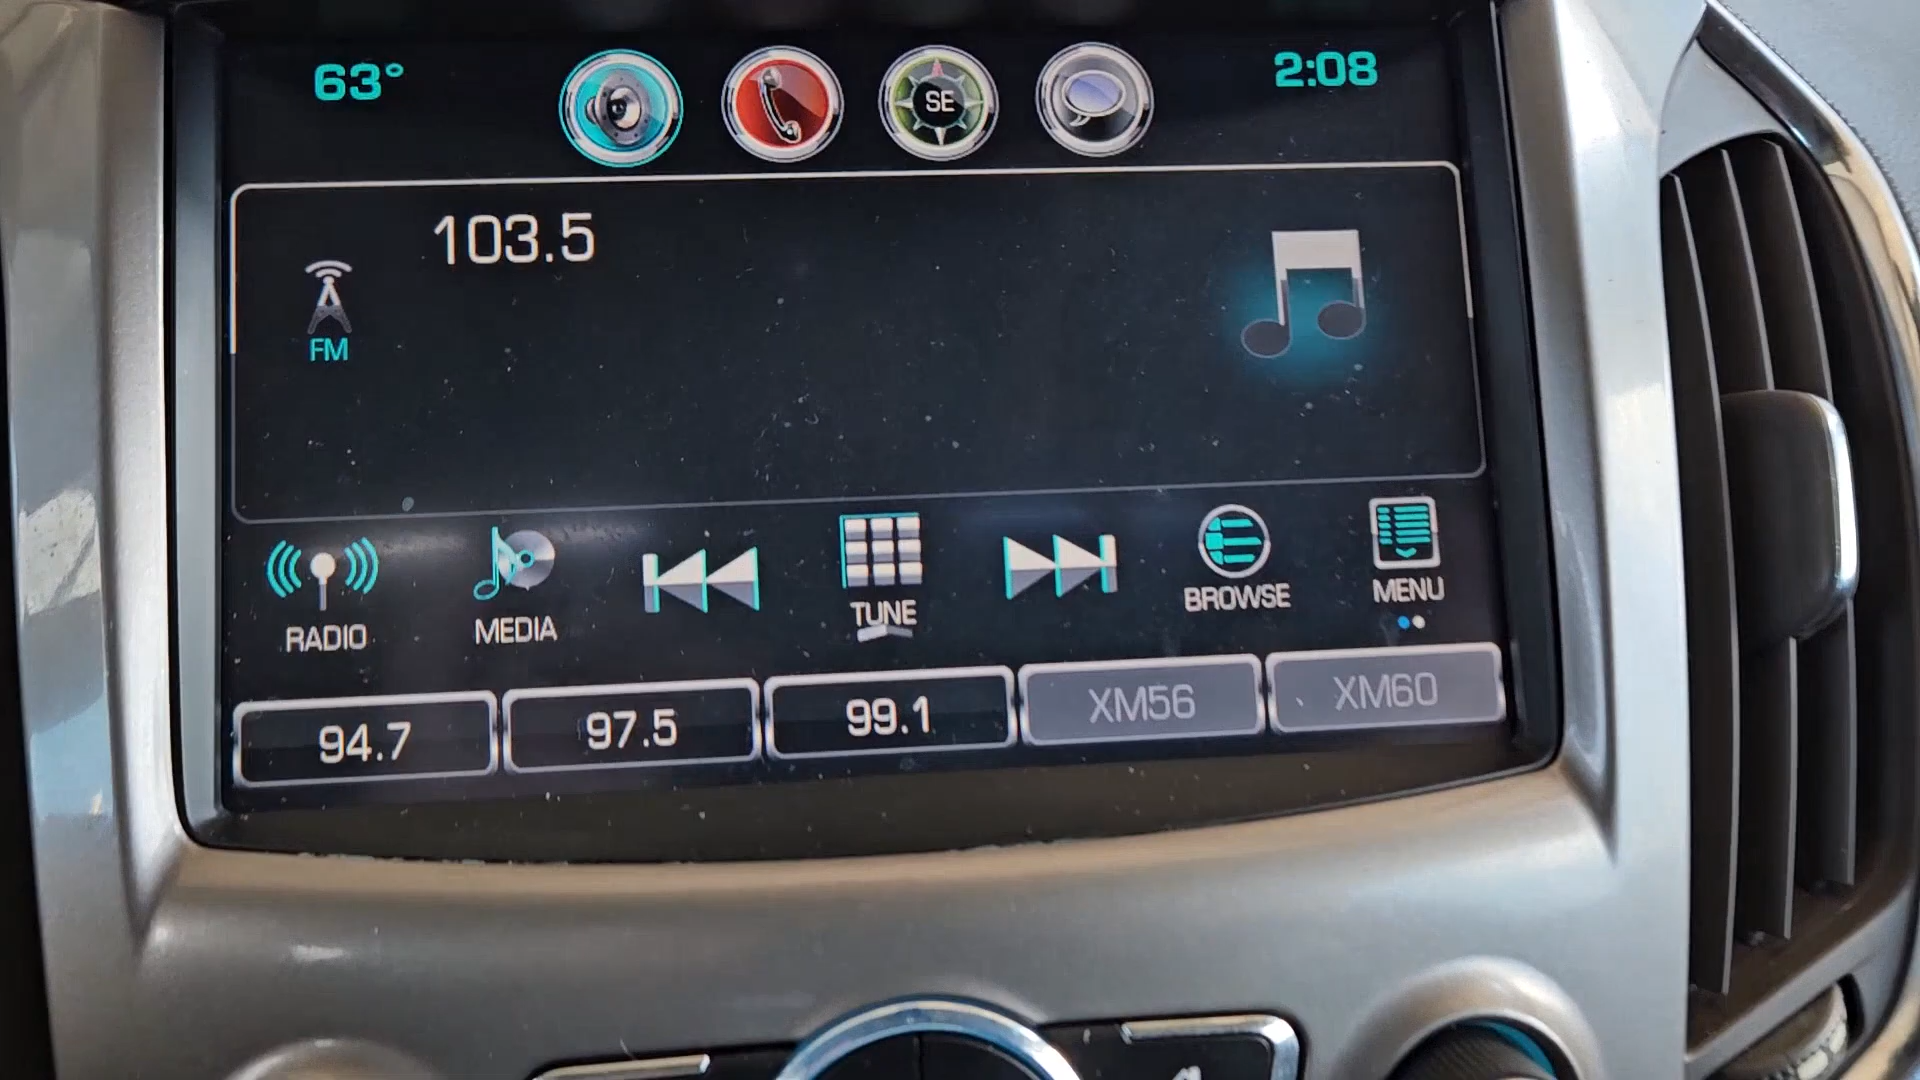 63°
SE
2:08
103.5
FM
RADIO
MEDIA
TUNE
BROWSE
MENU
94.7
97.5
99.1
XM56
XM60